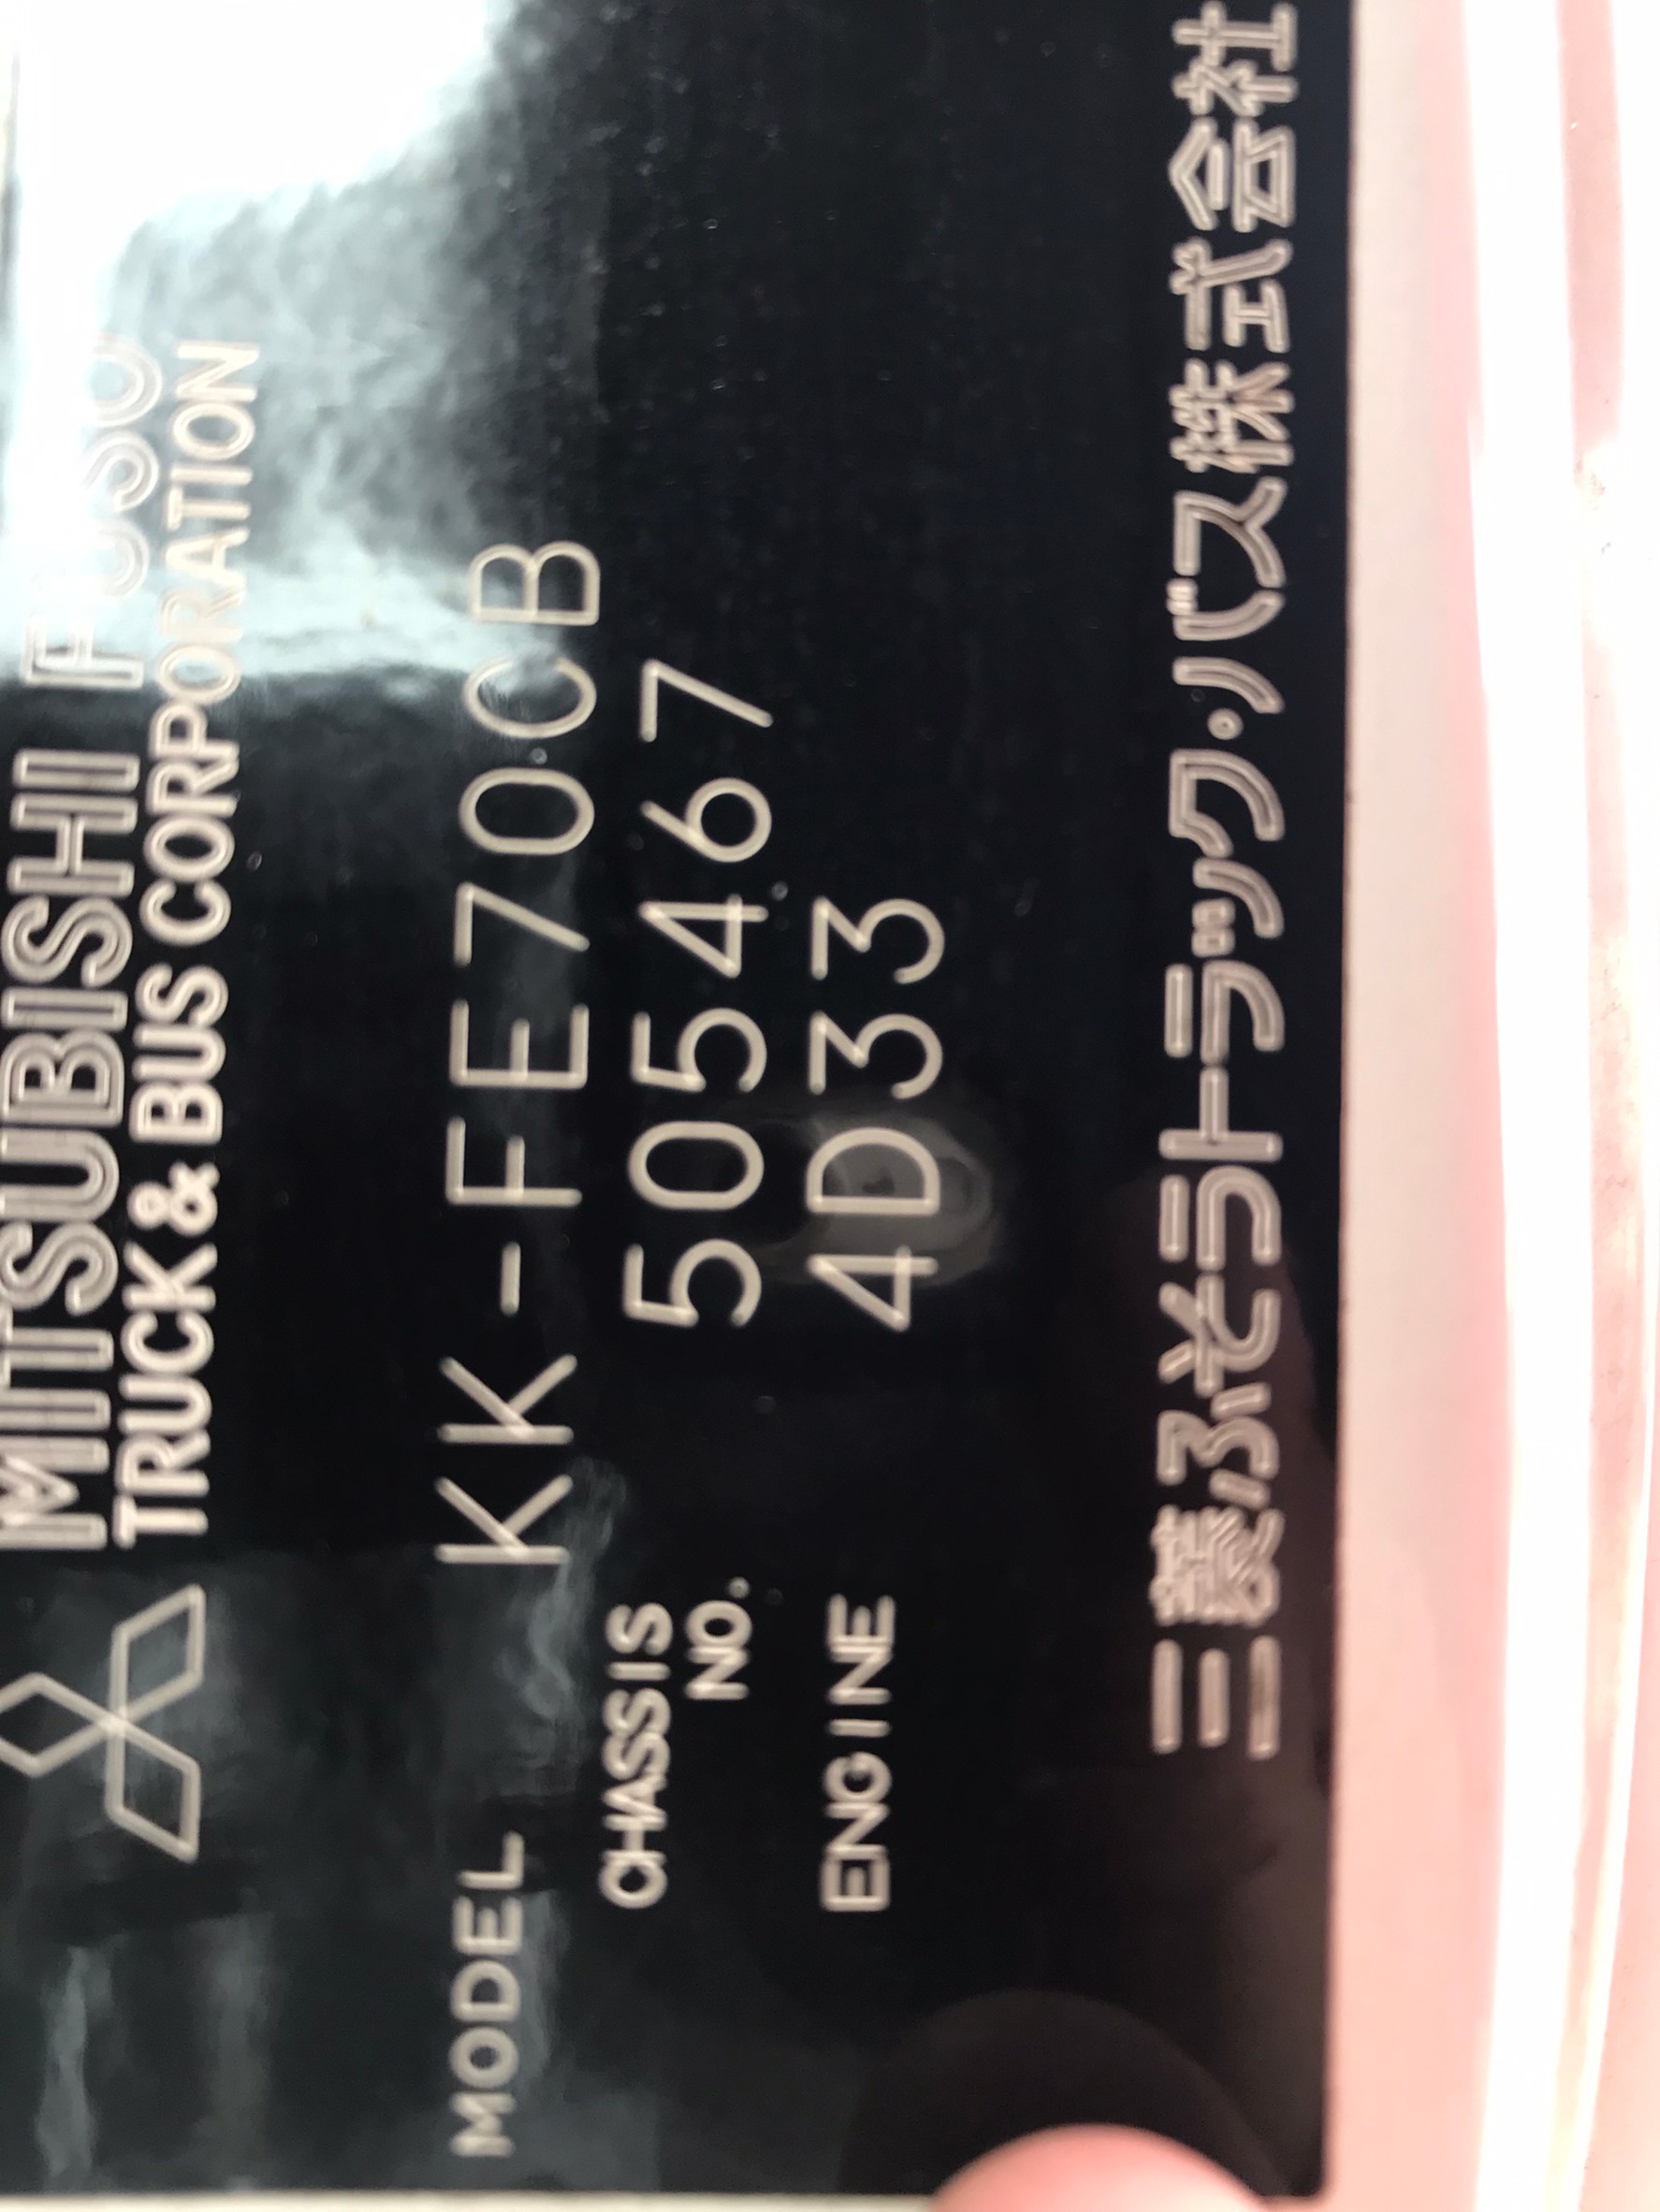 MITSUBISHI FUSO
TRUCK & BUS CORPORATION
MODEL KK-FE70CB
CHASSIS NO. 505467
ENGINE 4D33
三菱ふそうトラック・バス株式会社